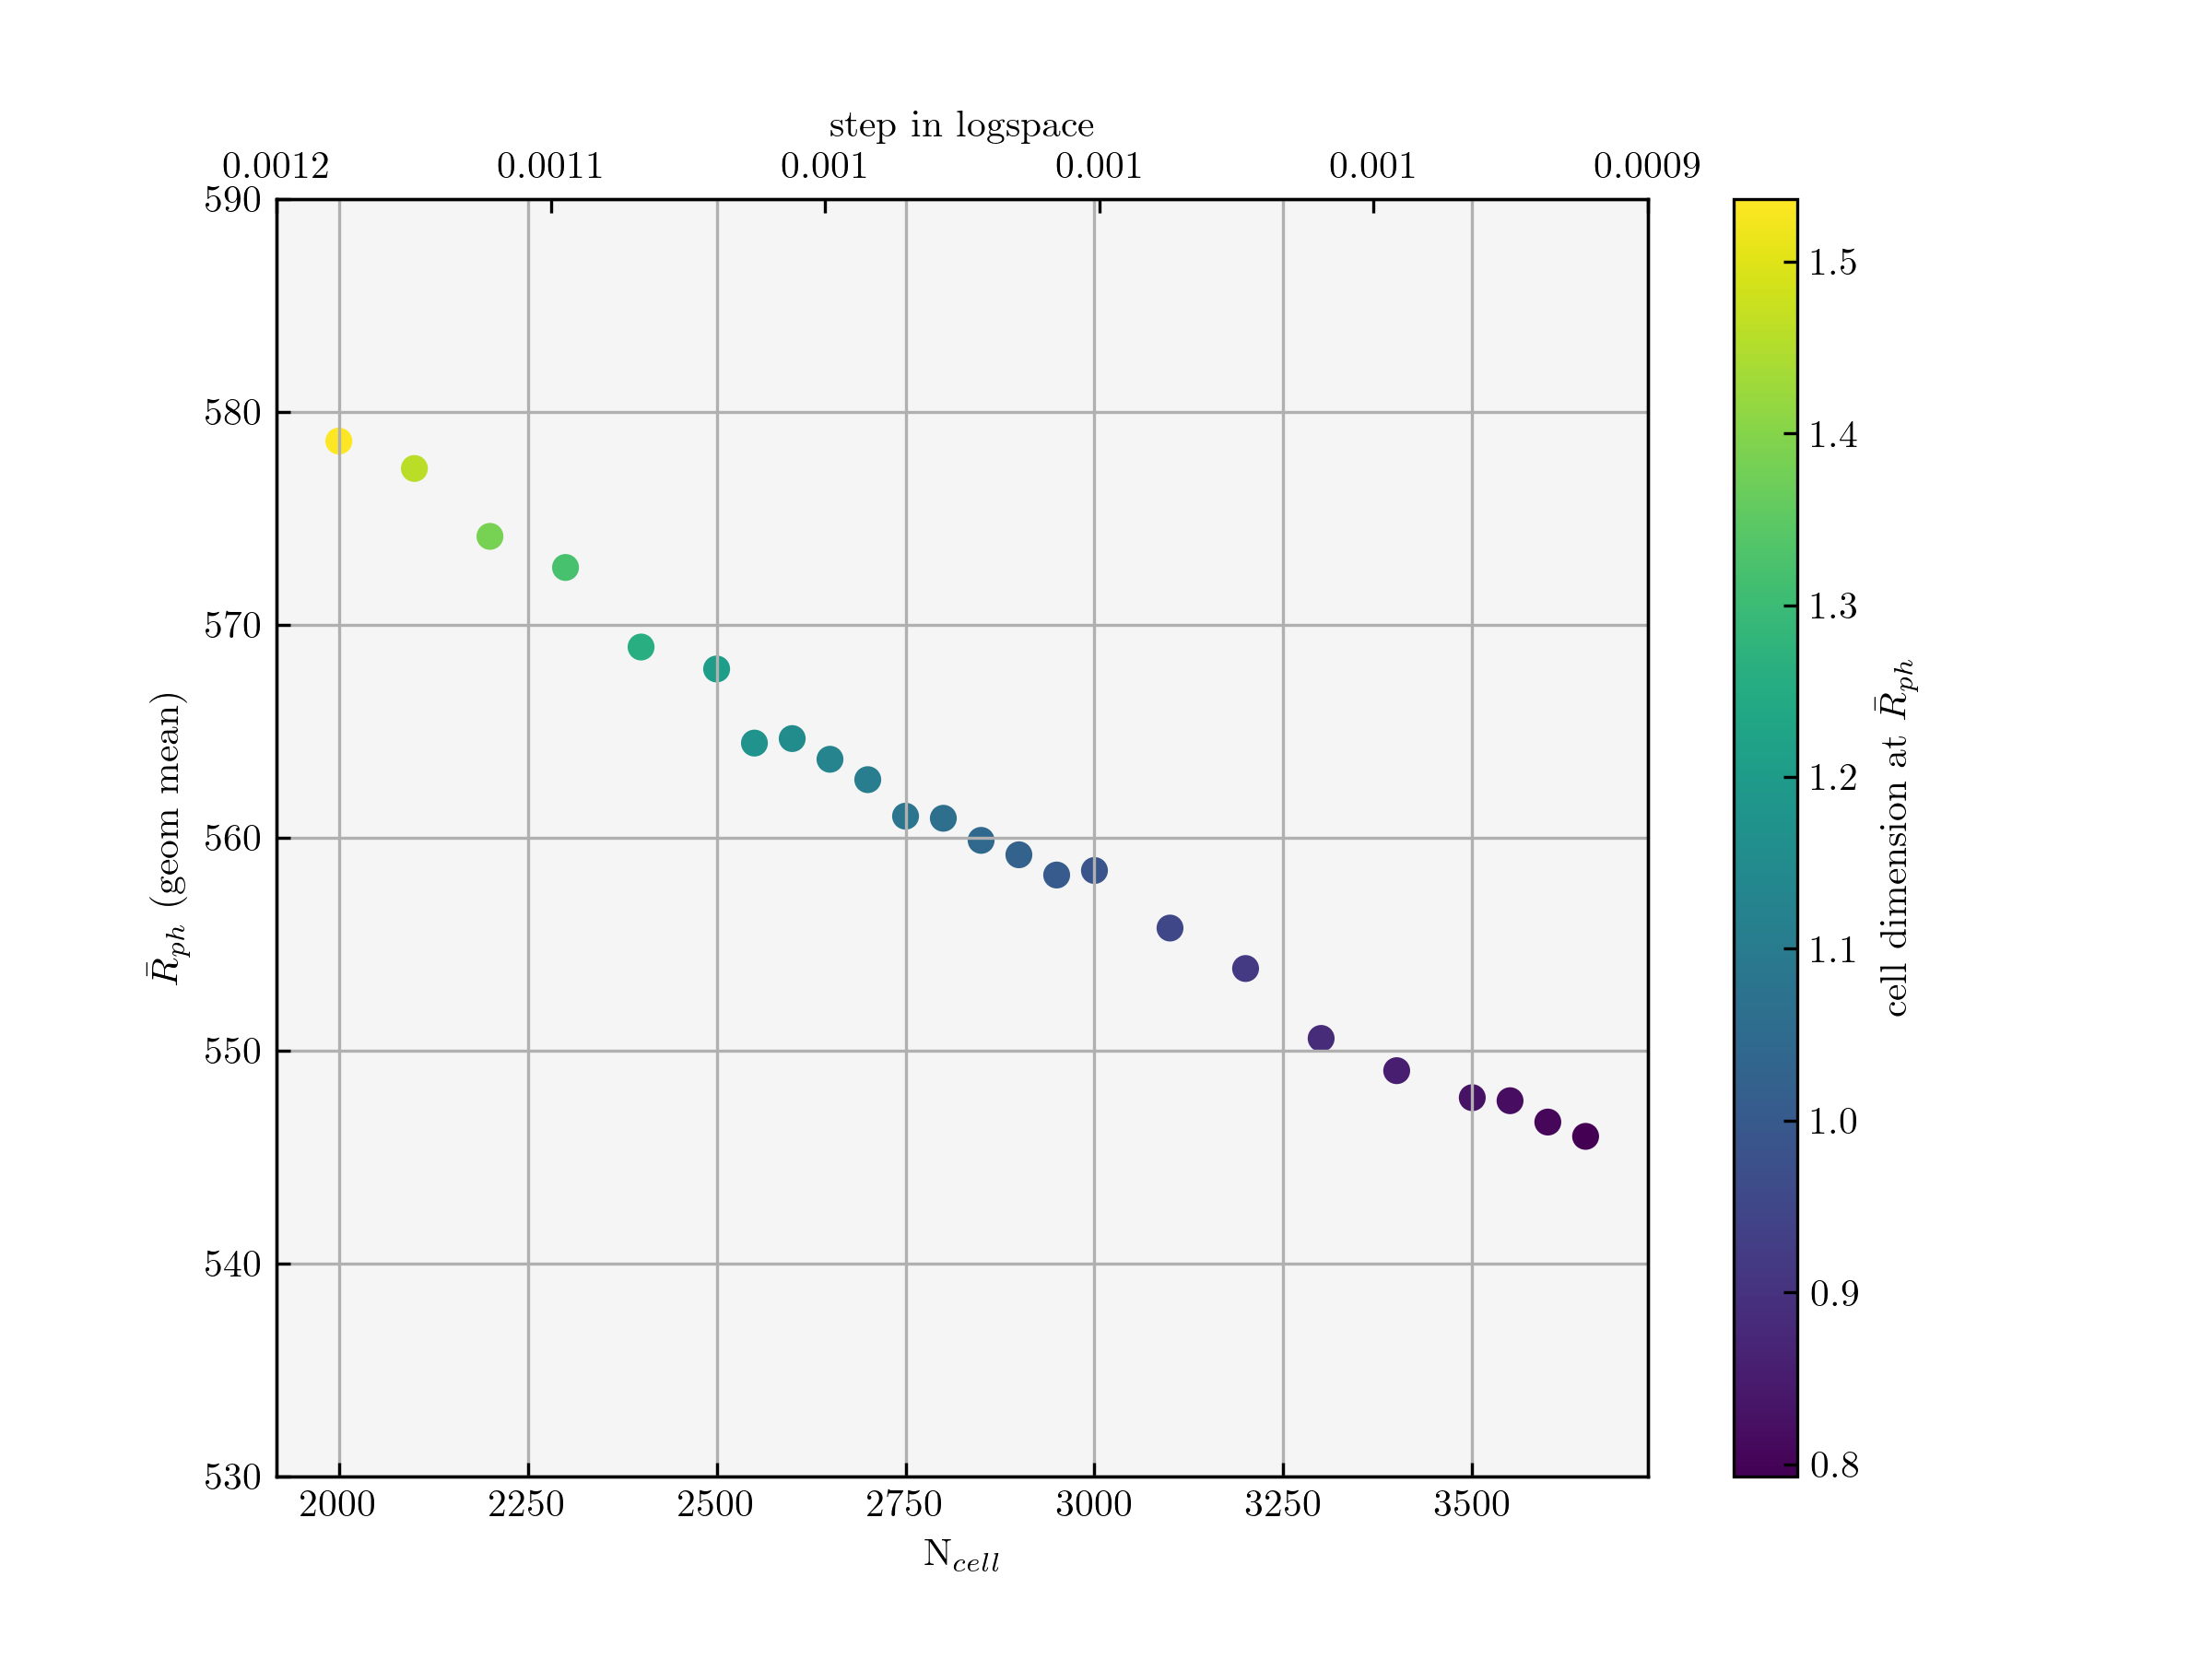 step in logspace
0.0012 0.0011 0.001 0.001 0.001 0.0009
590
580
570
560
550
540
530
R̄ph (geom mean)
2000 2250 2500 2750 3000 3250 3500
Ncell
1.5
1.4
1.3
1.2
1.1
1.0
0.9
0.8
cell dimension at R̄ph